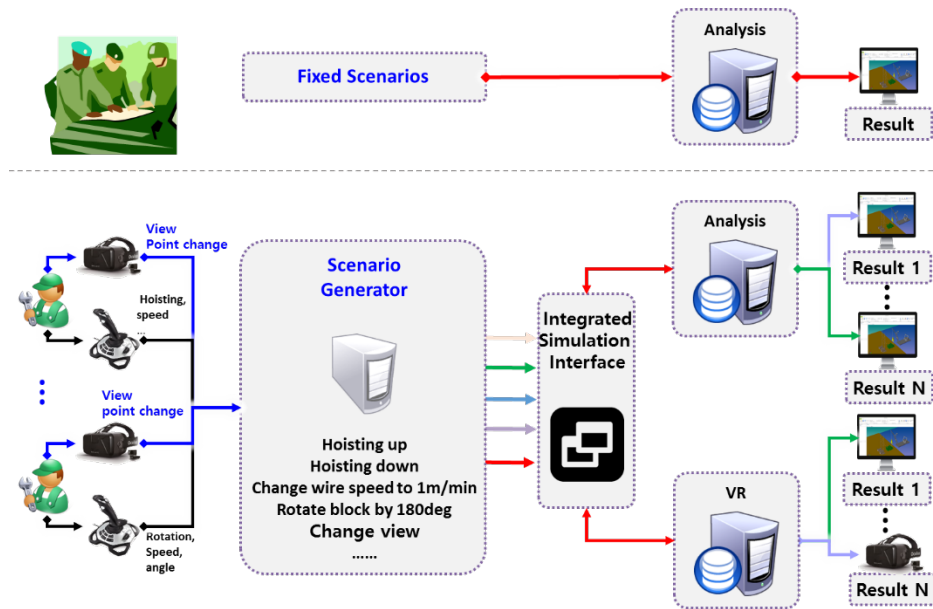 Analysis
Fixed Scenarios
Result
View
Point change
Hoisting,
speed
...
View
point change
Rotation,
Speed,
angle
Scenario
Generator
Hoisting up
Hoisting down
Change wire speed to 1m/min
Rotate block by 180deg
Change view
......
Integrated
Simulation
Interface
Analysis
Result 1
Result N
VR
Result 1
Result N